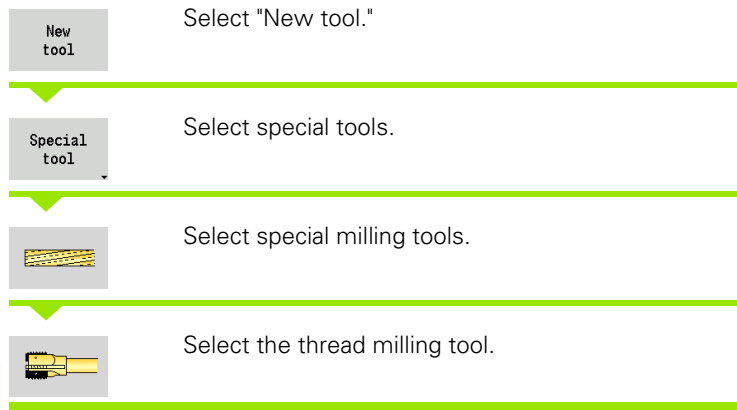 New
tool
Select "New tool."
Special
tool
Select special tools.
Select special milling tools.
Select the thread milling tool.